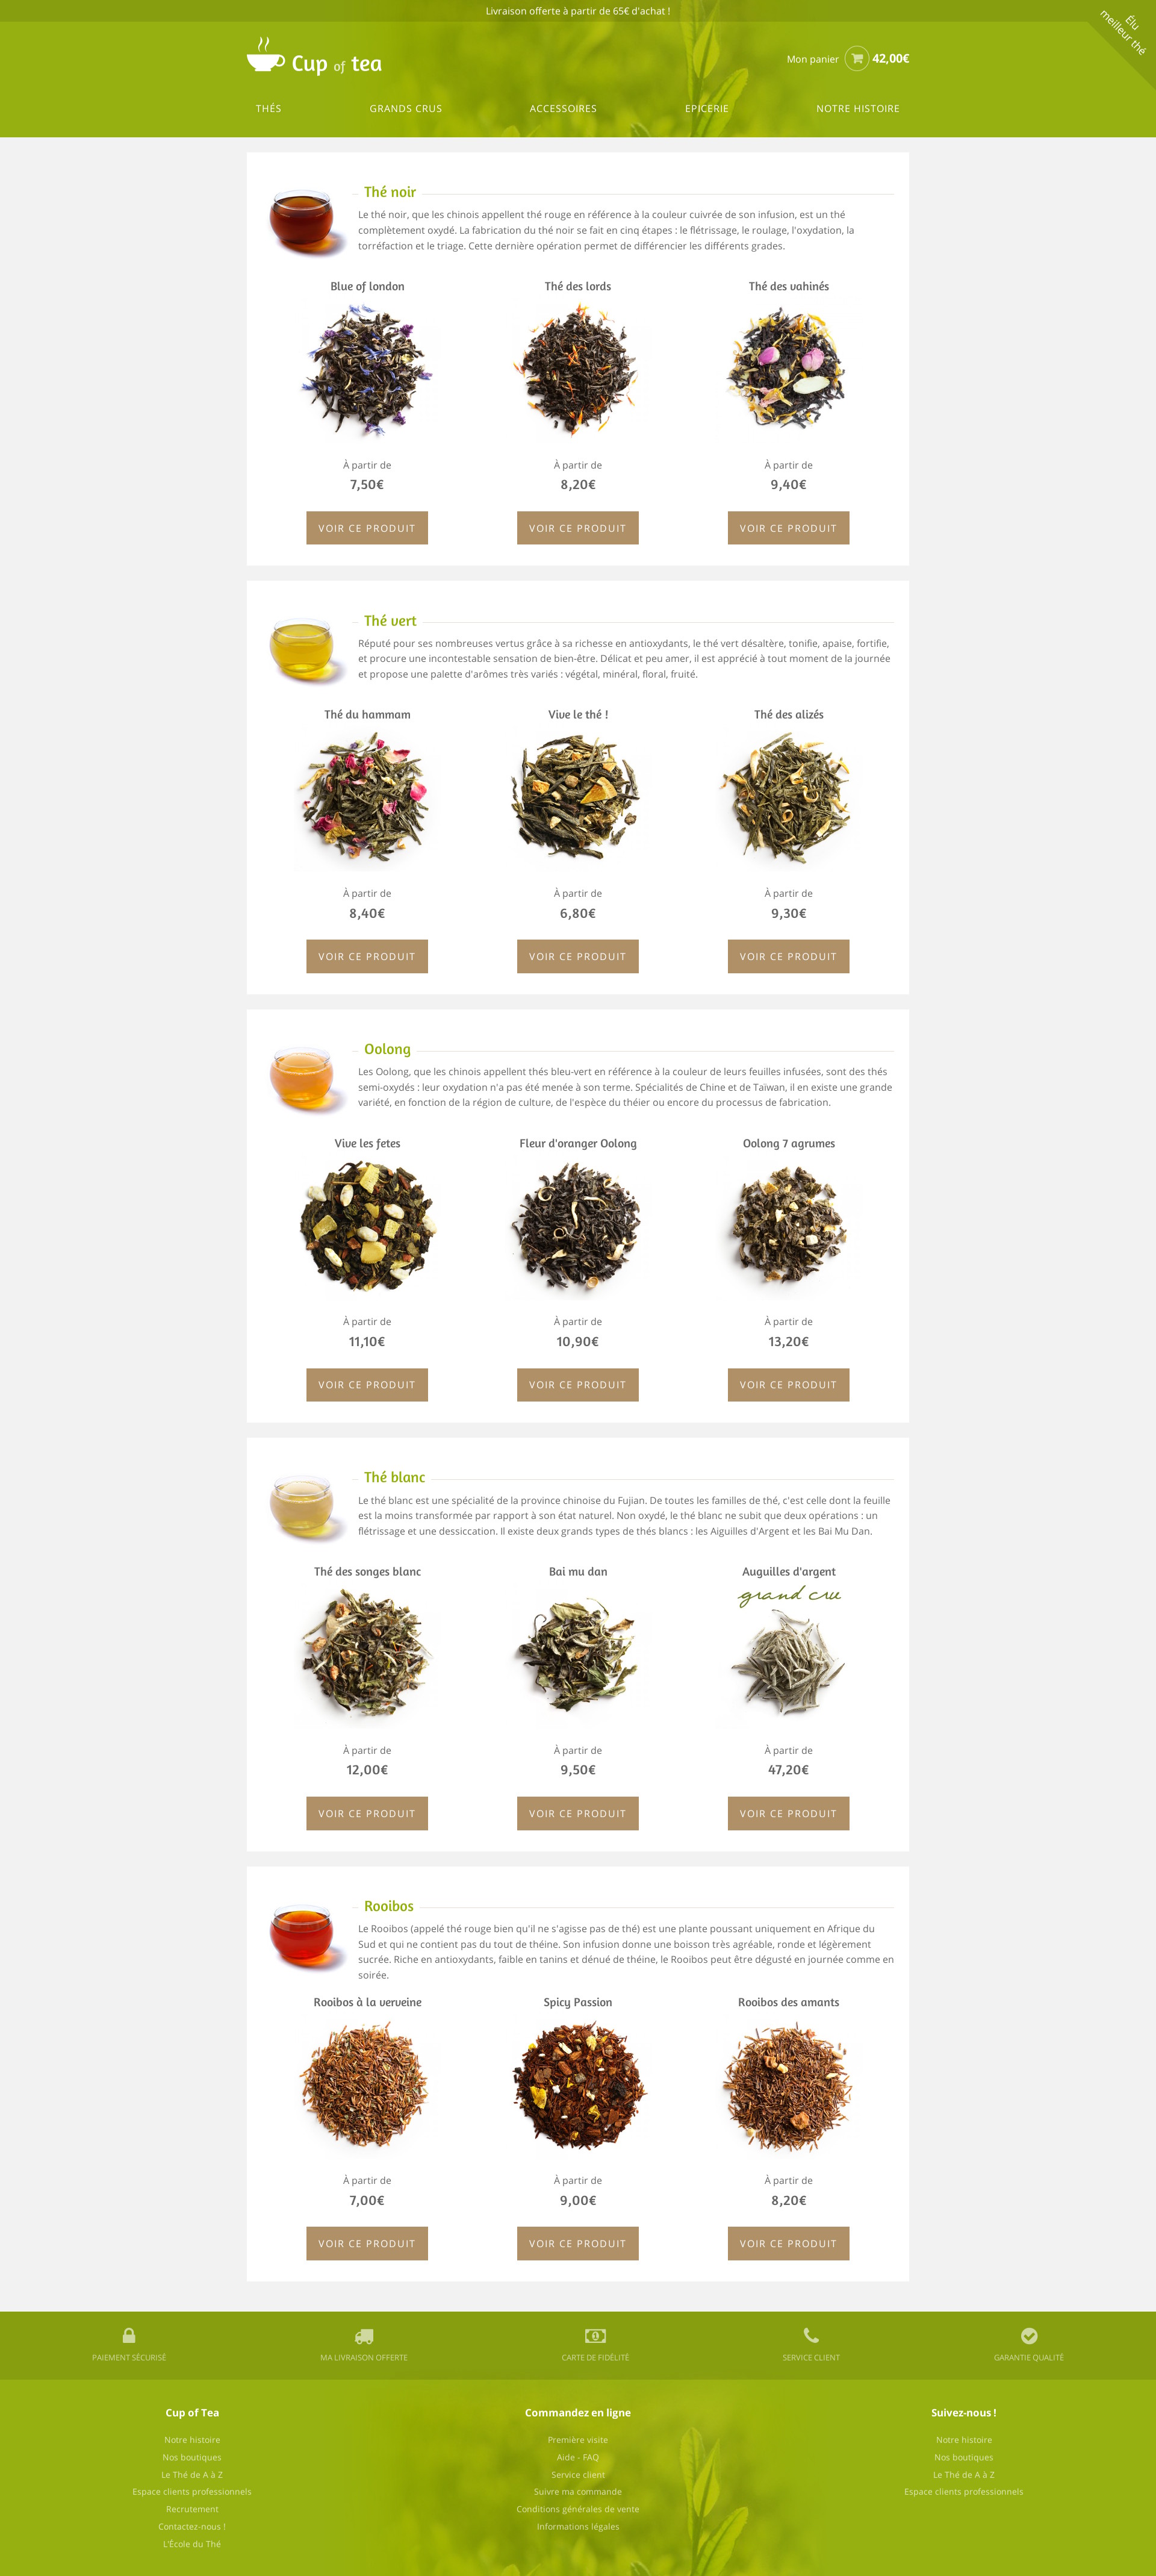 Livraison offerte à partir de 65€ d'achat !
Élu
meilleur thé
Cup of tea
Mon panier 42,00€
THÉS GRANDS CRUS ACCESSOIRES EPICERIE NOTRE HISTOIRE
Thé noir
Le thé noir, que les chinois appellent thé rouge en référence à la couleur cuivrée de son infusion, est un thé
complètement oxydé. La fabrication du thé noir se fait en cinq étapes : le flétrissage, le roulage, l'oxydation, la
torréfaction et le triage. Cette dernière opération permet de différencier les différents grades.
Blue of london Thé des lords Thé des vahinés
À partir de À partir de À partir de
7,50€ 8,20€ 9,40€
VOIR CE PRODUIT VOIR CE PRODUIT VOIR CE PRODUIT
Thé vert
Réputé pour ses nombreuses vertus grâce à sa richesse en antioxydants, le thé vert désaltère, tonifie, apaise, fortifie,
et procure une incontestable sensation de bien-être. Délicat et peu amer, il est apprécié à tout moment de la journée
et propose une palette d'arômes très variés : végétal, minéral, floral, fruité.
Thé du hammam Vive le thé ! Thé des alizés
À partir de À partir de À partir de
8,40€ 6,80€ 9,30€
VOIR CE PRODUIT VOIR CE PRODUIT VOIR CE PRODUIT
Oolong
Les Oolong, que les chinois appellent thés bleu-vert en référence à la couleur de leurs feuilles infusées, sont des thés
semi-oxydés : leur oxydation n'a pas été menée à son terme. Spécialités de Chine et de Taïwan, il en existe une grande
variété, en fonction de la région de culture, de l'espèce du théier ou encore du processus de fabrication.
Vive les fetes Fleur d'oranger Oolong Oolong 7 agrumes
À partir de À partir de À partir de
11,10€ 10,90€ 13,20€
VOIR CE PRODUIT VOIR CE PRODUIT VOIR CE PRODUIT
Thé blanc
Le thé blanc est une spécialité de la province chinoise du Fujian. De toutes les familles de thé, c'est celle dont la feuille
est la moins transformée par rapport à son état naturel. Non oxydé, le thé blanc ne subit que deux opérations : un
flétrissage et une dessiccation. Il existe deux grands types de thés blancs : les Aiguilles d'Argent et les Bai Mu Dan.
Thé des songes blanc Bai mu dan Auguilles d'argent
grand cru
À partir de À partir de À partir de
12,00€ 9,50€ 47,20€
VOIR CE PRODUIT VOIR CE PRODUIT VOIR CE PRODUIT
Rooibos
Le Rooibos (appelé thé rouge bien qu'il ne s'agisse pas de thé) est une plante poussant uniquement en Afrique du
Sud et qui ne contient pas du tout de théine. Son infusion donne une boisson très agréable, ronde et légèrement
sucrée. Riche en antioxydants, faible en tanins et dénué de théine, le Rooibos peut être dégusté en journée comme en
soirée.
Rooibos à la verveine Spicy Passion Rooibos des amants
À partir de À partir de À partir de
7,00€ 9,00€ 8,20€
VOIR CE PRODUIT VOIR CE PRODUIT VOIR CE PRODUIT
PAIEMENT SÉCURISÉ MA LIVRAISON OFFERTE CARTE DE FIDÉLITÉ SERVICE CLIENT GARANTIE QUALITÉ
Cup of Tea
Notre histoire
Nos boutiques
Le Thé de A à Z
Espace clients professionnels
Recrutement
Contactez-nous !
L'École du Thé
Commandez en ligne
Première visite
Aide - FAQ
Service client
Suivre ma commande
Conditions générales de vente
Informations légales
Suivez-nous !
Notre histoire
Nos boutiques
Le Thé de A à Z
Espace clients professionnels